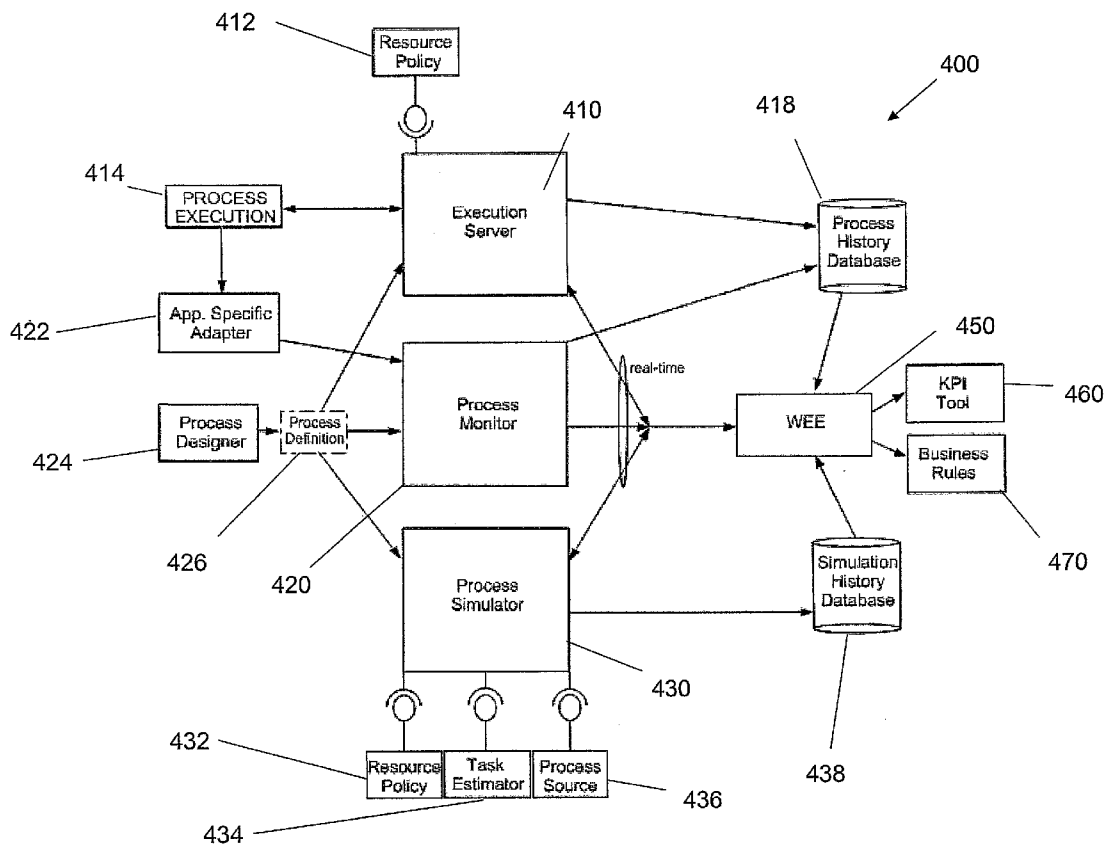 412
Resource
Policy
400
410
418
414
PROCESS
EXECUTION
Execution
Server
Process
History
Database
422
App. Specific
Adapter
450
real-time
KPI
Tool
460
Process
Designer
Process
Definition
Process
Monitor
WEE
424
Business
Rules
426
420
470
Process
Simulator
Simulation
History
Database
430
432
Resource
Policy
Task
Estimator
Process
Source
436
438
434